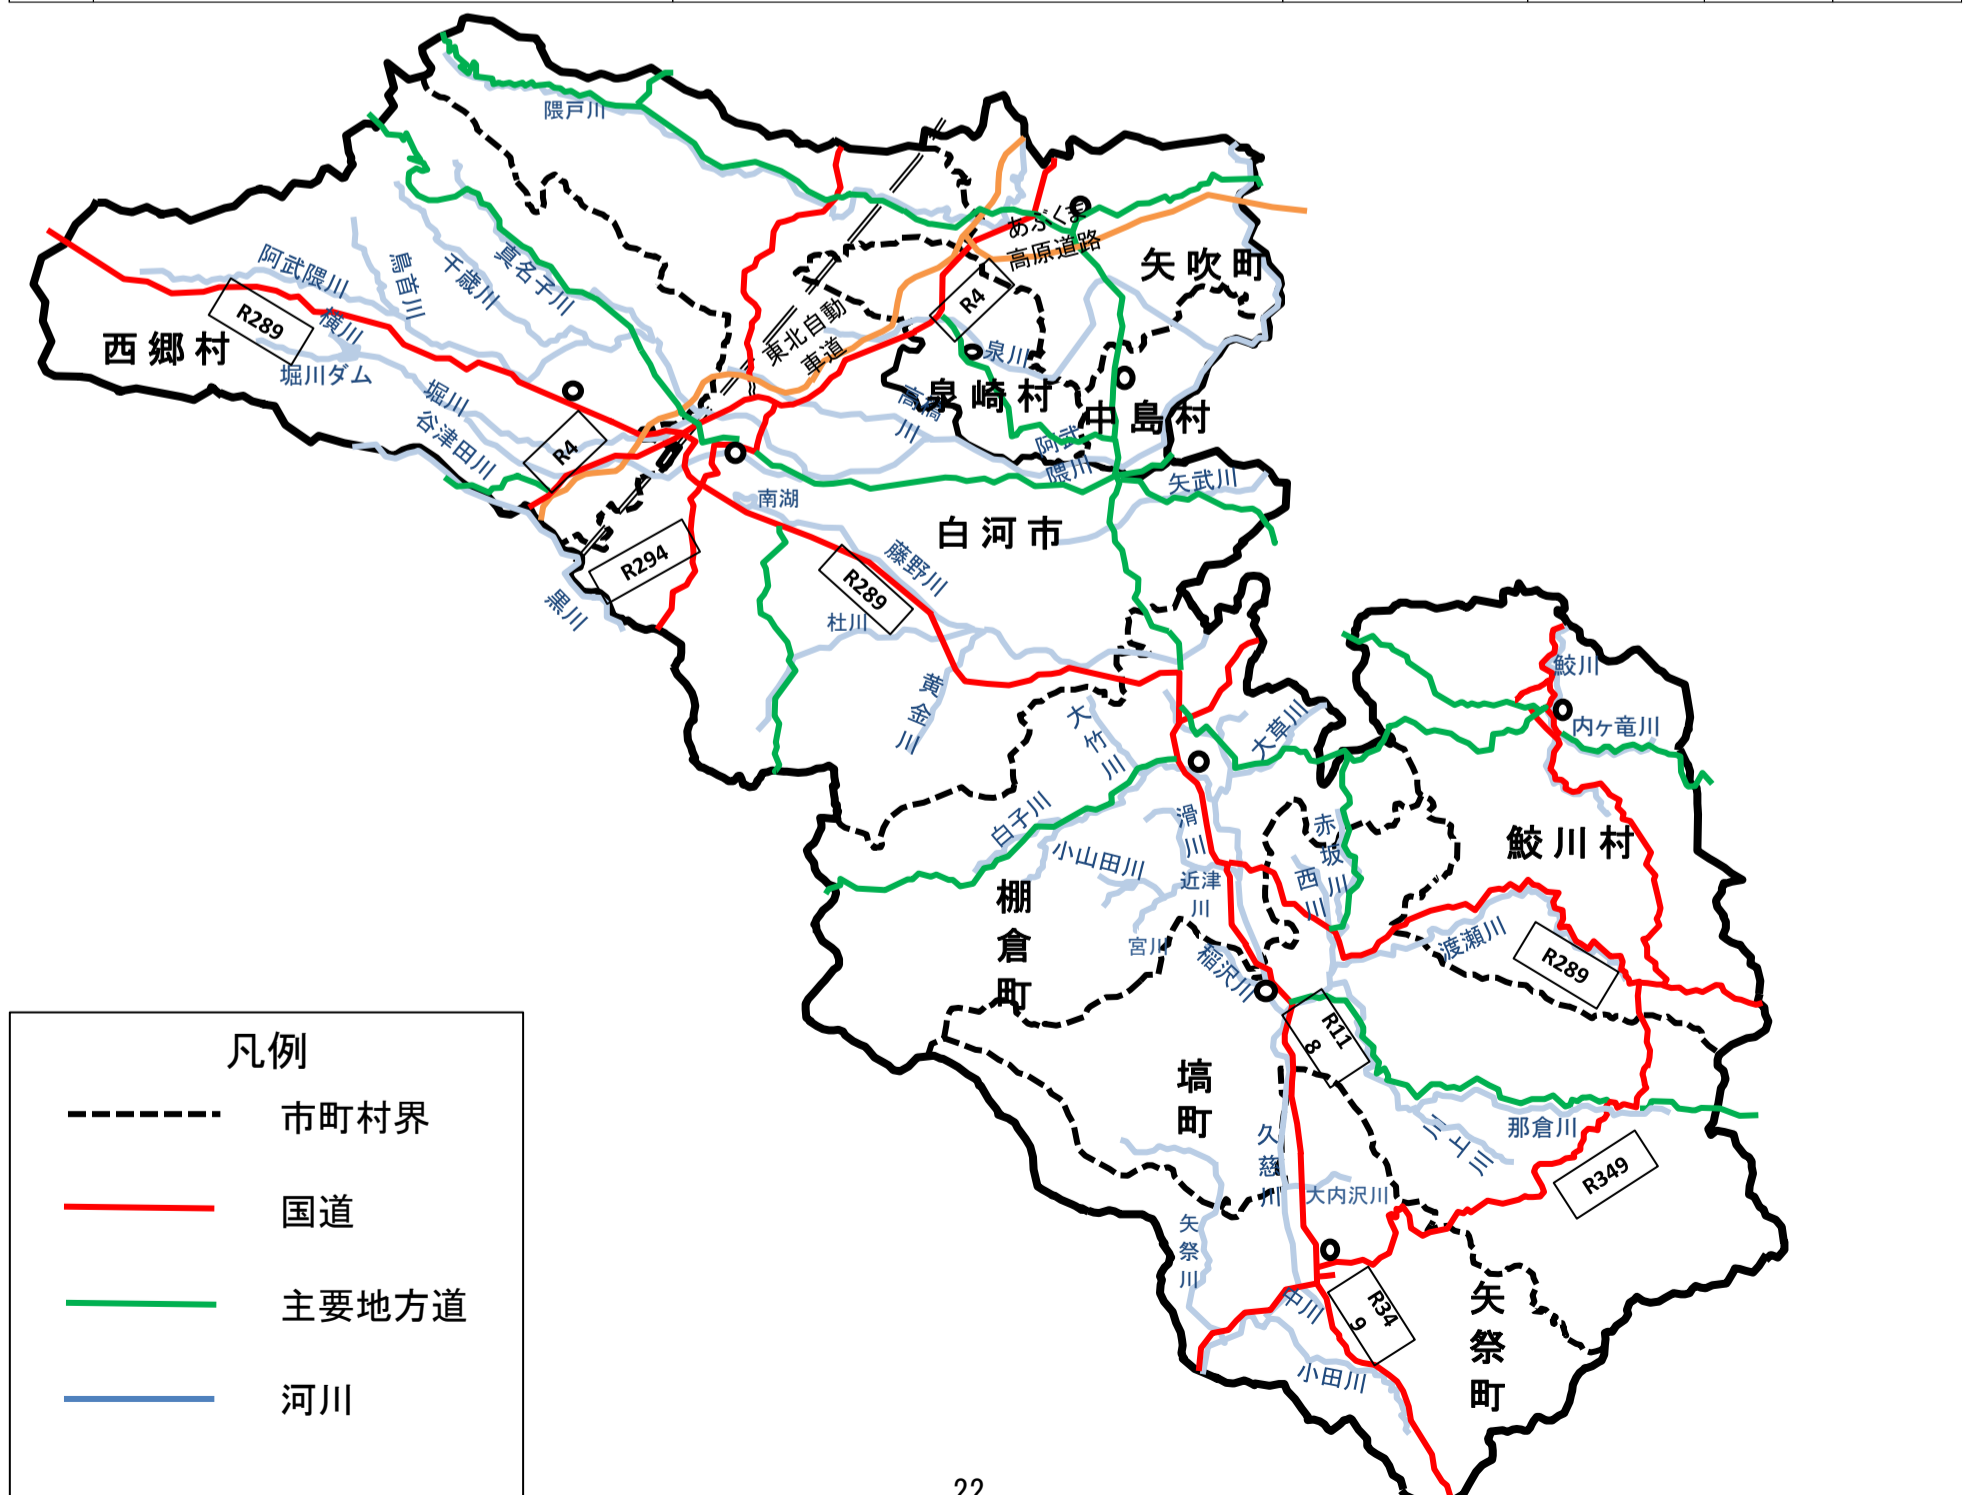 隈戸川
あぶくま
高原道路
矢吹町
阿武隈川
鳥首川
千歳川
真名子川
R289
横川
西郷村
堀川ダム
東北自動
車道
R4
泉川
泉崎村
中島村
高橋
川
阿武
隈川
堀川
谷津田川
R4
矢武川
南湖
白河市
R294
黒川
R289
藤野川
杜川
黄金川
大竹川
大草川
鮫川
内ヶ竜川
白子川
滑川
小山田川
近津
川
赤坂川
西川
鮫川村
棚倉町
宮川
稲沢川
渡瀬川
R289
R11
8
塙町
久慈川
川上川
那倉川
R349
大内沢川
矢祭川
中川
R34
9
小田川
矢祭町
凡例
市町村界
国道
主要地方道
河川
22